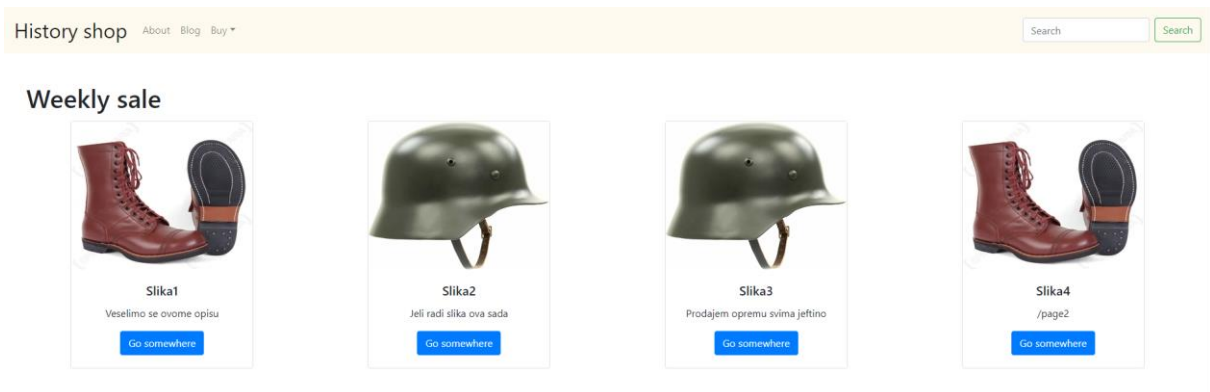 History shop About Blog Buy Search Search
Weekly sale
Slika1 Slika2 Slika3 Slika4
Veselimo se ovome opisu Jeli radi slika ova sada Prodajem opremu svima jeftino /page2
Go somewhere Go somewhere Go somewhere Go somewhere